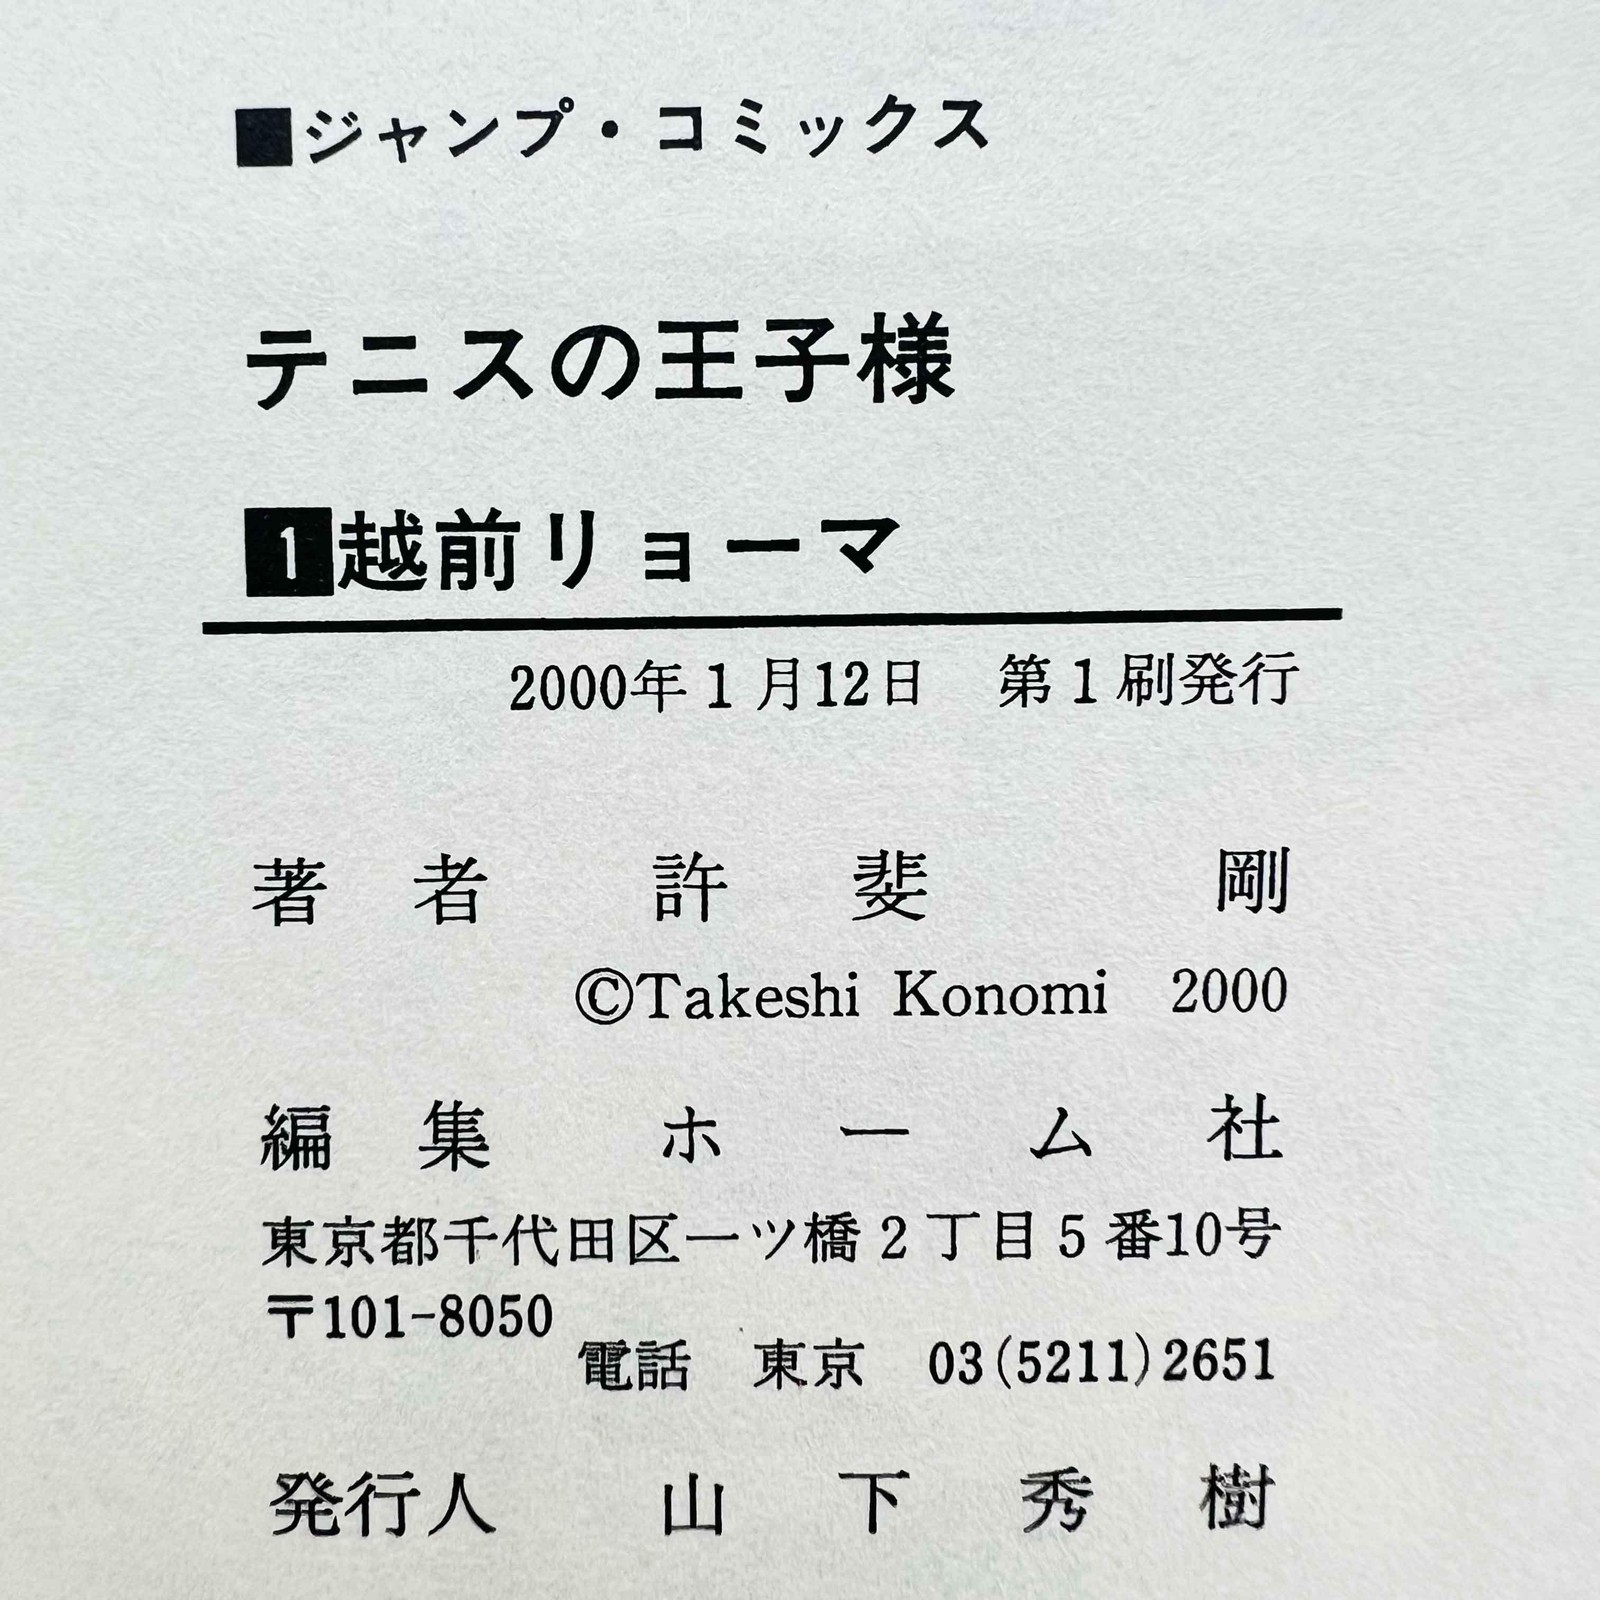 ■ジャンプ・コミックス
テニスの王子様
1越前リョーマ
2000年1月12日 第1刷発行
著者 許斐 剛
©Takeshi Konomi 2000
編集 ホーム社
東京都千代田区一ツ橋2丁目5番10号
〒101-8050
電話 東京 03(5211)2651
発行人 山下秀樹